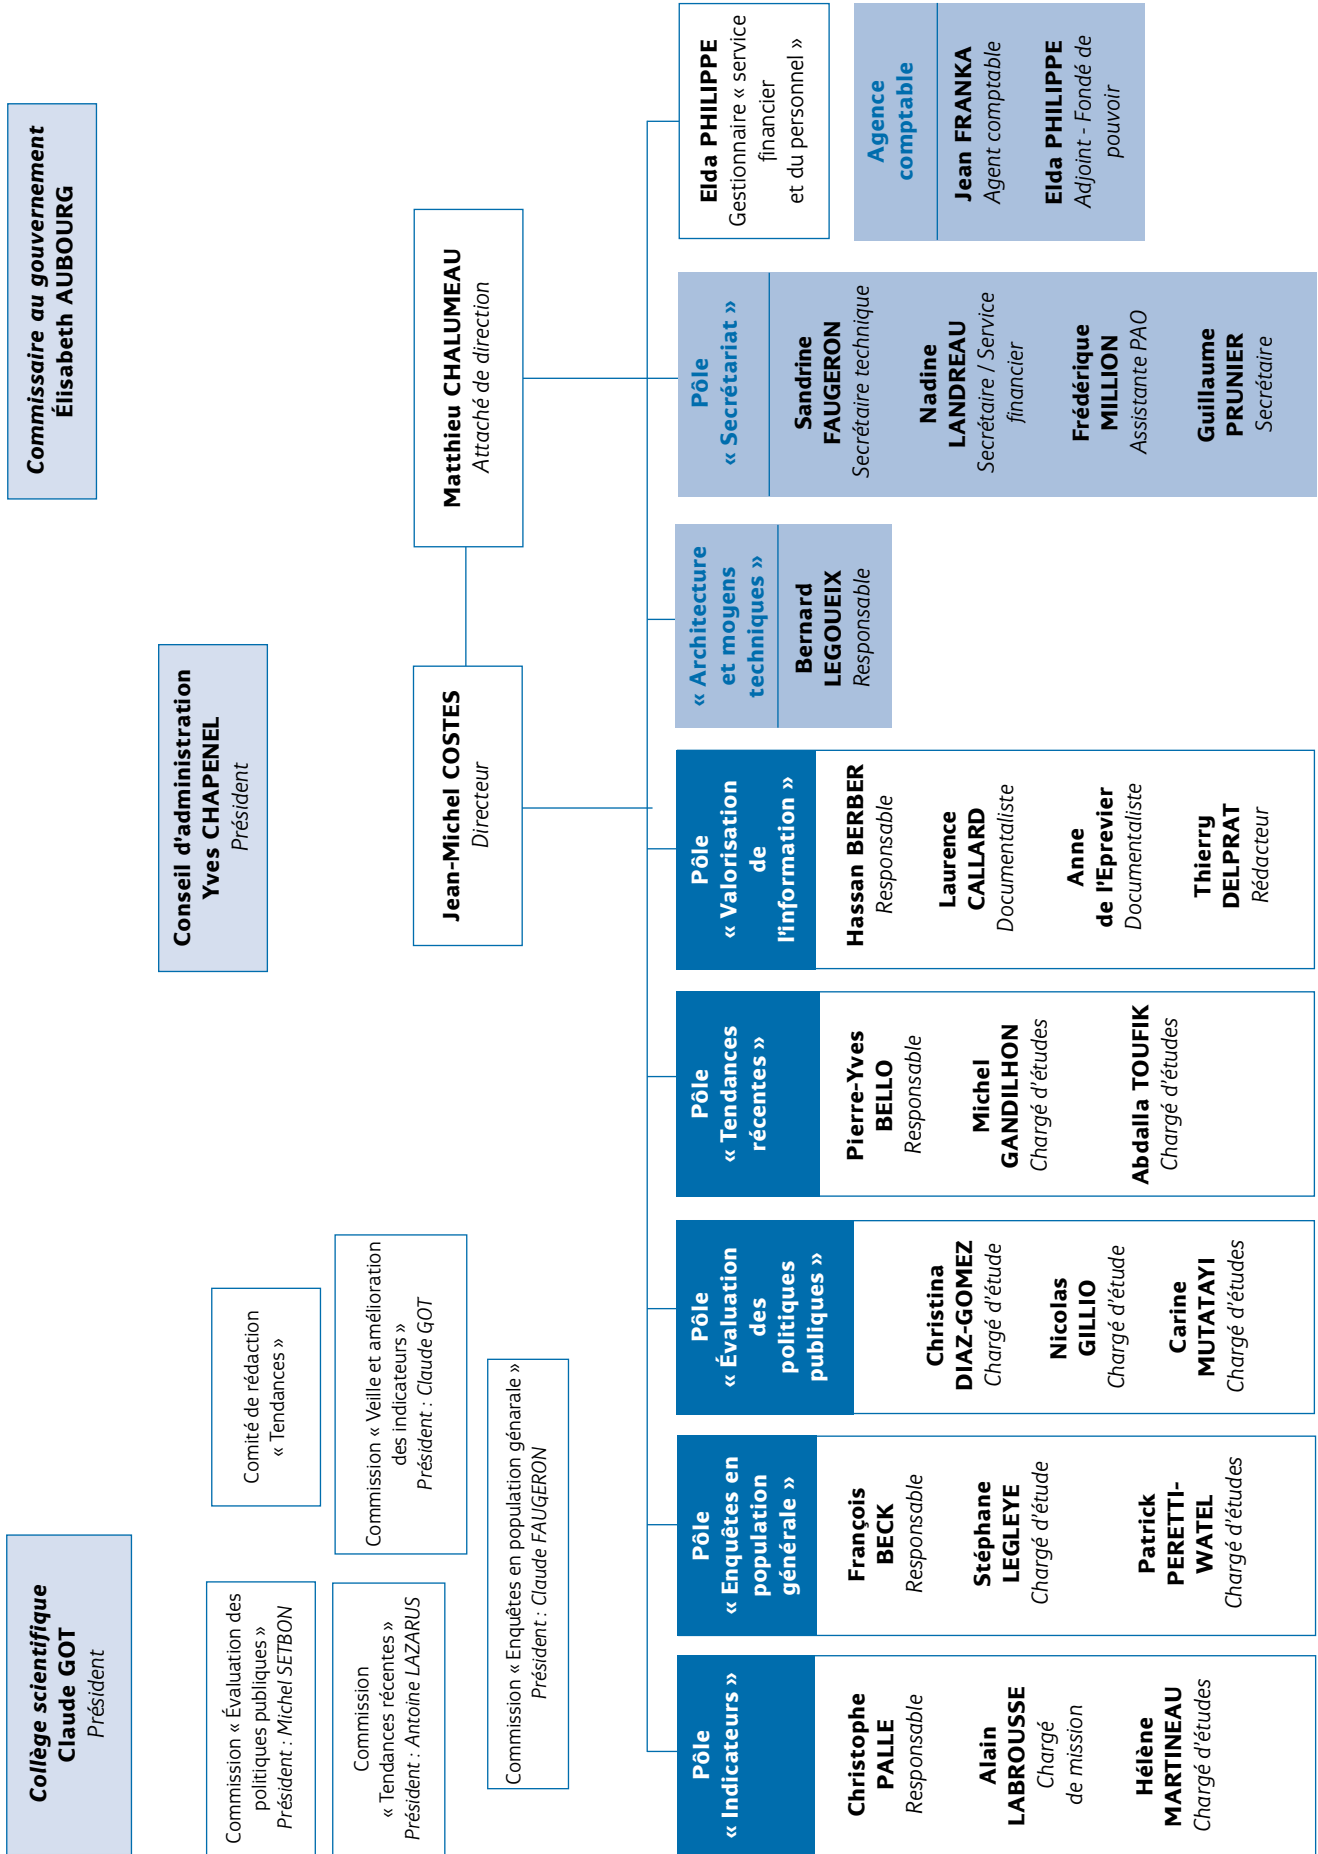 Collège scientifique
Claude GOT
Président
Conseil d'administration
Yves CHAPENEL
Président
Commissaire au gouvernement
Élisabeth AUBOURG
Commission « Évaluation des
politiques publiques »
Président : Michel SETBON
Comité de rédaction
« Tendances »
Commission
« Tendances récentes »
Président : Antoine LAZARUS
Commission « Veille et amélioration
des indicateurs »
Président : Claude GOT
Commission « Enquêtes en population génarale »
Président : Claude FAUGERON
Jean-Michel COSTES
Directeur
Matthieu CHALUMEAU
Attaché de direction
Pôle
« Indicateurs »
Christophe
PALLE
Responsable
Alain
LABROUSSE
Chargé
de mission
Hélène
MARTINEAU
Chargé d'études
Pôle
« Enquêtes en
population
générale »
François
BECK
Responsable
Stéphane
LEGLEYE
Chargé d'étude
Patrick
PERETTI-
WATEL
Chargé d'études
Pôle
« Évaluation
des
politiques
publiques »
Christina
DIAZ-GOMEZ
Chargé d'étude
Nicolas
GILLIO
Chargé d'étude
Carine
MUTATAYI
Chargé d'études
Pôle
« Tendances
récentes »
Pierre-Yves
BELLO
Responsable
Michel
GANDILHON
Chargé d'études
Abdalla TOUFIK
Chargé d'études
Pôle
« Valorisation
de
l'information »
Hassan BERBER
Responsable
Laurence
CALLARD
Documentaliste
Anne
de l'Eprevier
Documentaliste
Thierry
DELPRAT
Rédacteur
« Architecture
et moyens
techniques »
Bernard
LEGOUEIX
Responsable
Pôle
« Secrétariat »
Sandrine
FAUGERON
Secrétaire technique
Nadine
LANDREAU
Secrétaire / Service
financier
Frédérique
MILLION
Assistante PAO
Guillaume
PRUNIER
Secrétaire
Elda PHILIPPE
Gestionnaire « service
financier
et du personnel »
Agence
comptable
Jean FRANKA
Agent comptable
Elda PHILIPPE
Adjoint - Fondé de
pouvoir